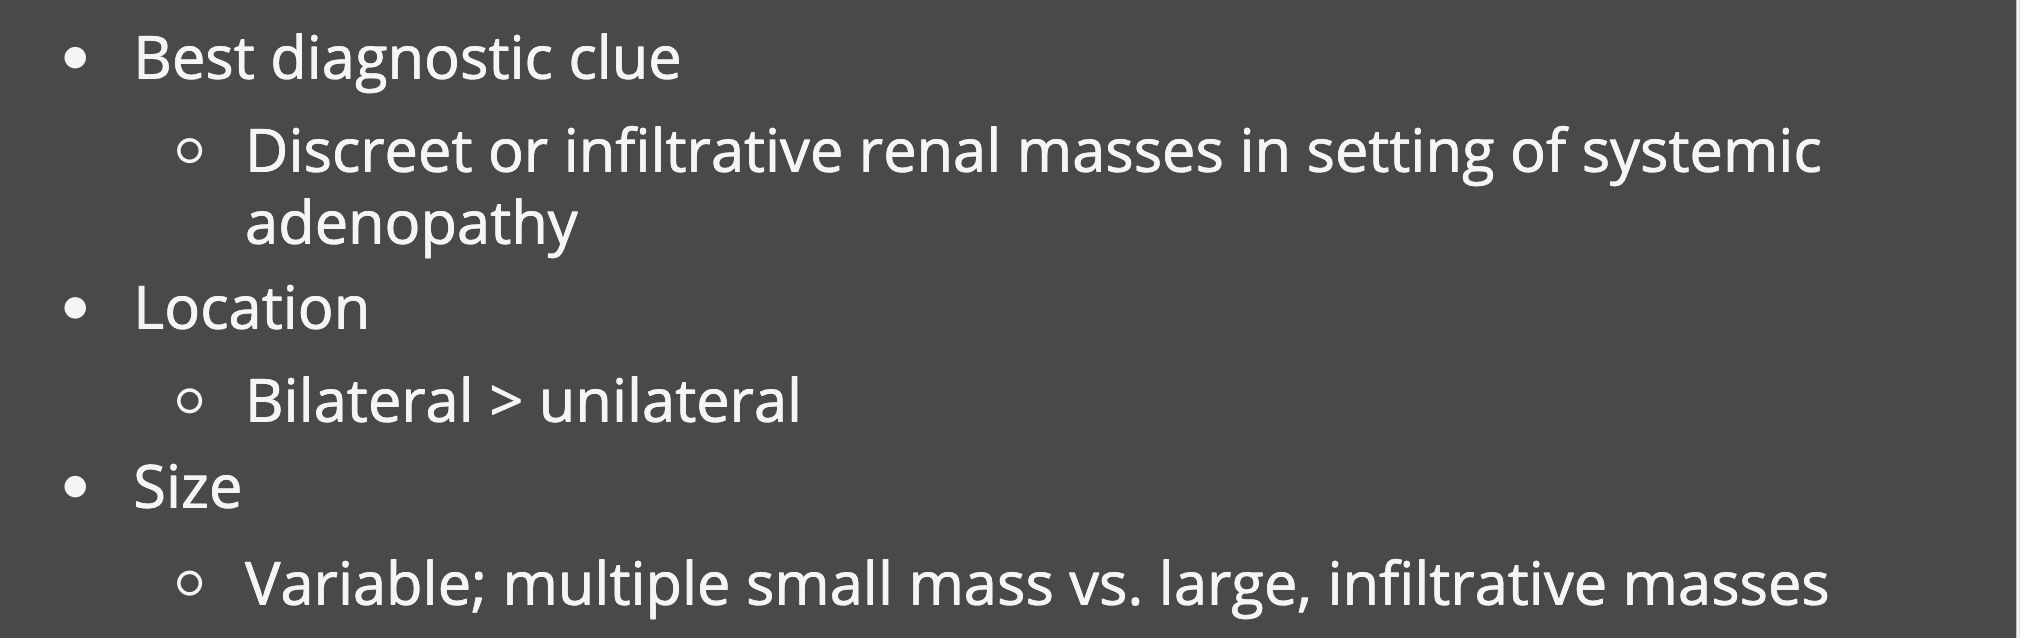 • Best diagnostic clue
○ Discreet or infiltrative renal masses in setting of systemic
adenopathy
• Location
○ Bilateral > unilateral
• Size
○ Variable; multiple small mass vs. large, infiltrative masses